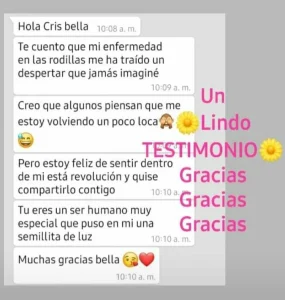 Hola Cris bella
10:08 a. m.
Te cuento que mi enfermedad
en las rodillas me ha traído un
despertar que jamás imaginé
10:09 a. m.
Creo que algunos piensan que me
estoy volviendo un poco loca🙈
😅
10:10 a. m.
Pero estoy feliz de sentir dentro
de mi está revolución y quise
compartirlo contigo
10:10 a. m.
Tu eres un ser humano muy
especial que puso en mi una
semillita de luz
10:10 a. m.
Muchas gracias bella 😘❤️
10:10 a. m.
Un
🌼Lindo
TESTIMONIO🌼
Gracias
Gracias
Gracias